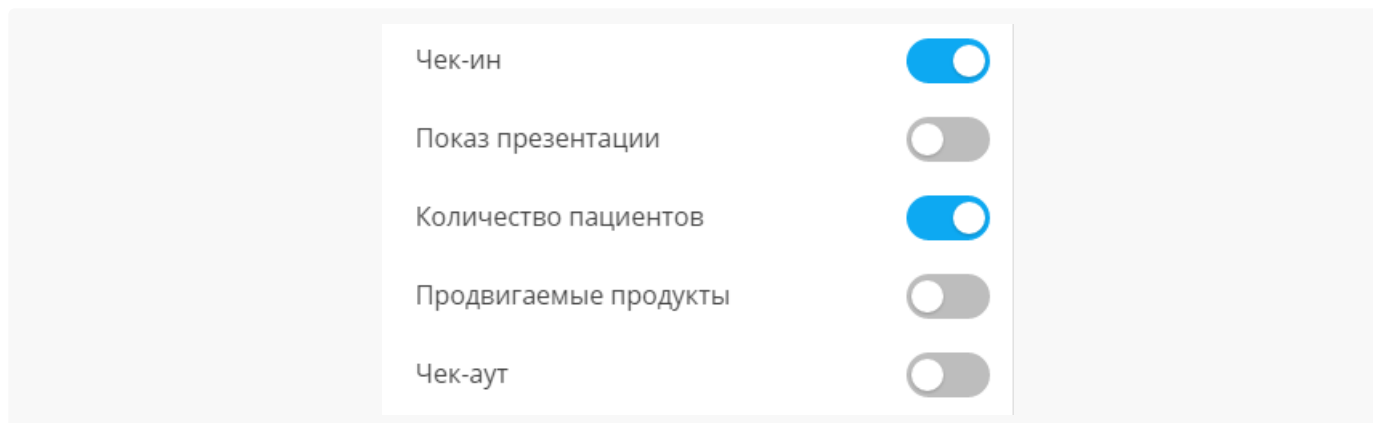 Чек-ин
Показ презентации
Количество пациентов
Продвигаемые продукты
Чек-аут